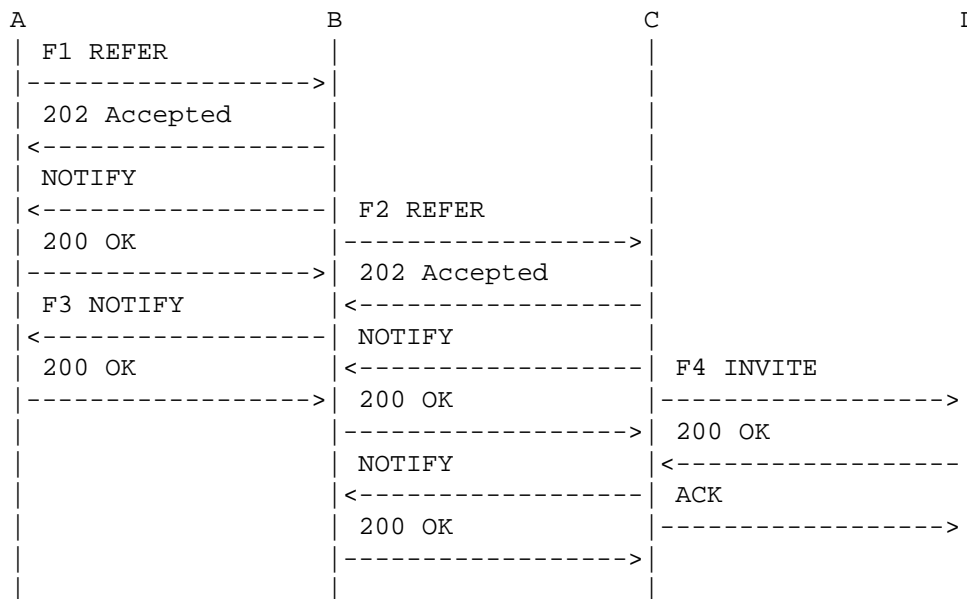 A B C
F1 REFER
202 Accepted
NOTIFY
F2 REFER
200 OK
202 Accepted
F3 NOTIFY
NOTIFY
200 OK F4 INVITE
200 OK
200 OK
NOTIFY
ACK
200 OK